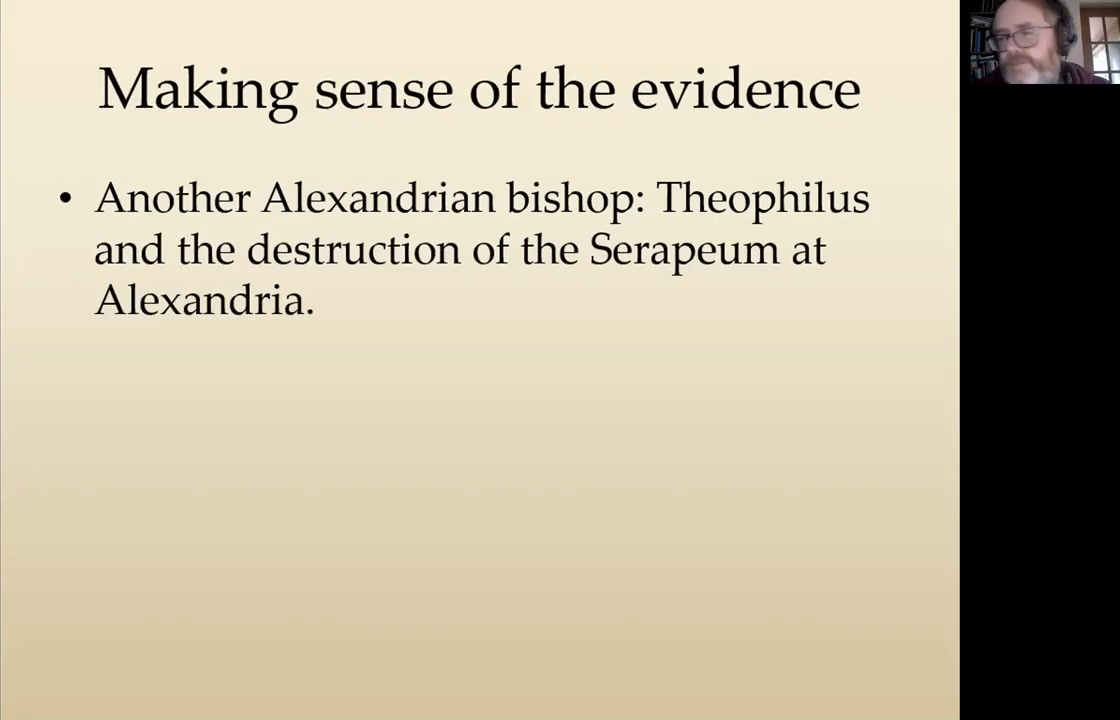 Making sense of the evidence
• Another Alexandrian bishop: Theophilus
and the destruction of the Serapeum at
Alexandria.